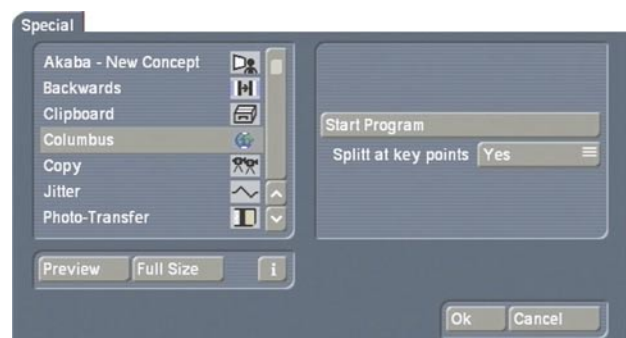 Special
Akaba - New Concept
Backwards
Clipboard
Columbus
Copy
Jitter
Photo-Transfer
Start Program
Splitt at key points Yes
Preview Full Size i
Ok Cancel